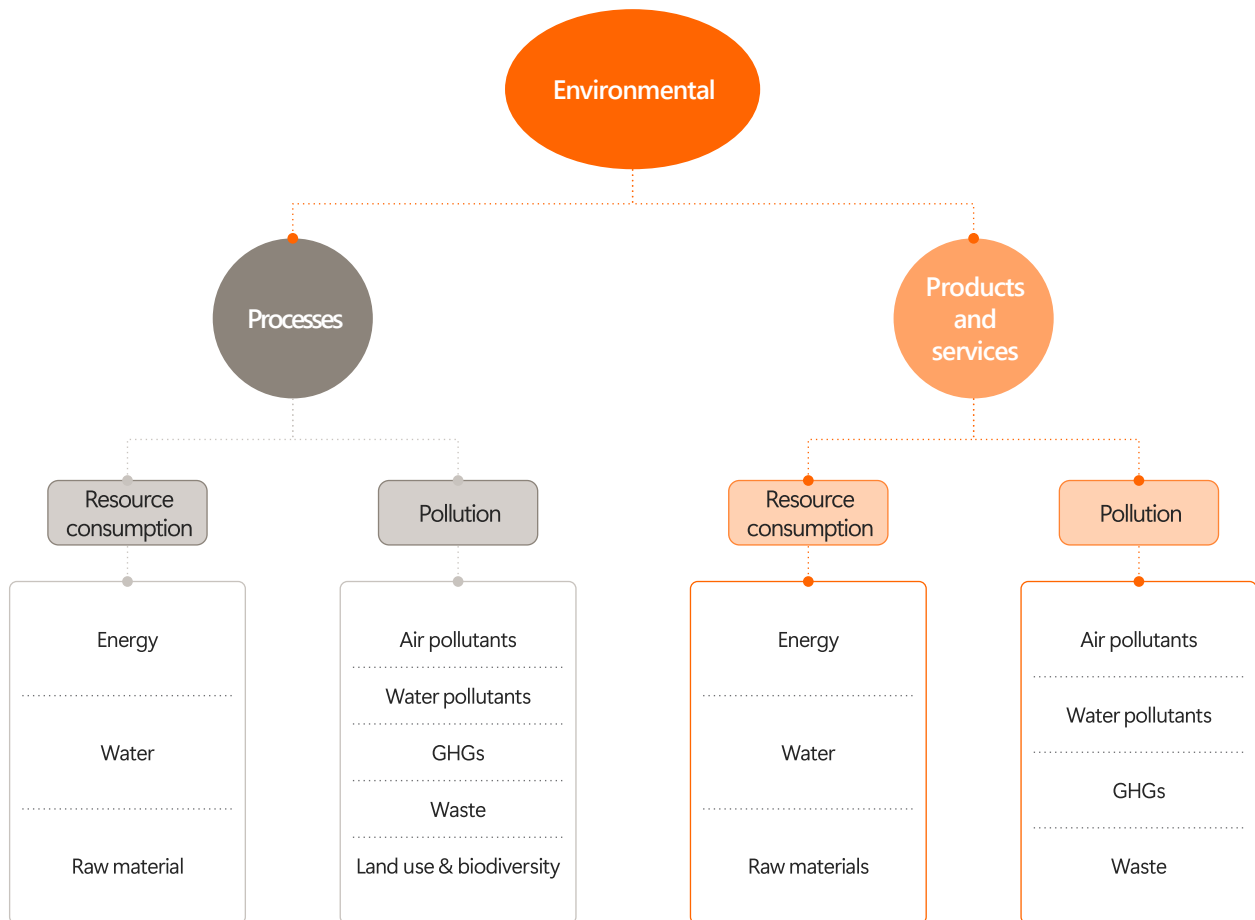 Environmental
Processes
Products
and
services
Resource
consumption
Pollution
Resource
consumption
Pollution
Energy
Water
Raw material
Air pollutants
Water pollutants
GHGs
Waste
Land use & biodiversity
Energy
Water
Raw materials
Air pollutants
Water pollutants
GHGs
Waste